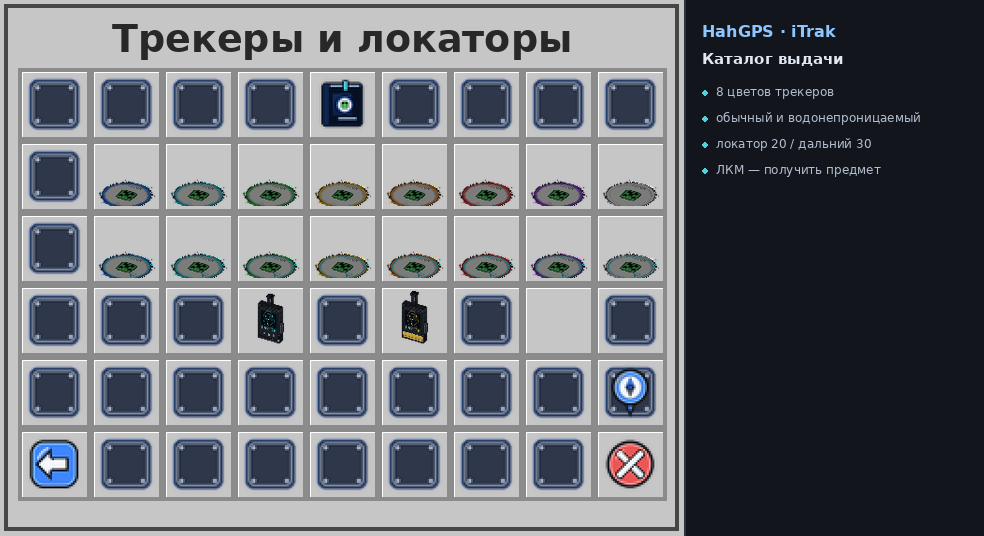 Трекеры и локаторы
HahGPS · iTrak
Каталог выдачи
8 цветов трекеров
обычный и водонепроницаемый
локатор 20 / дальний 30
ЛКМ — получить предмет